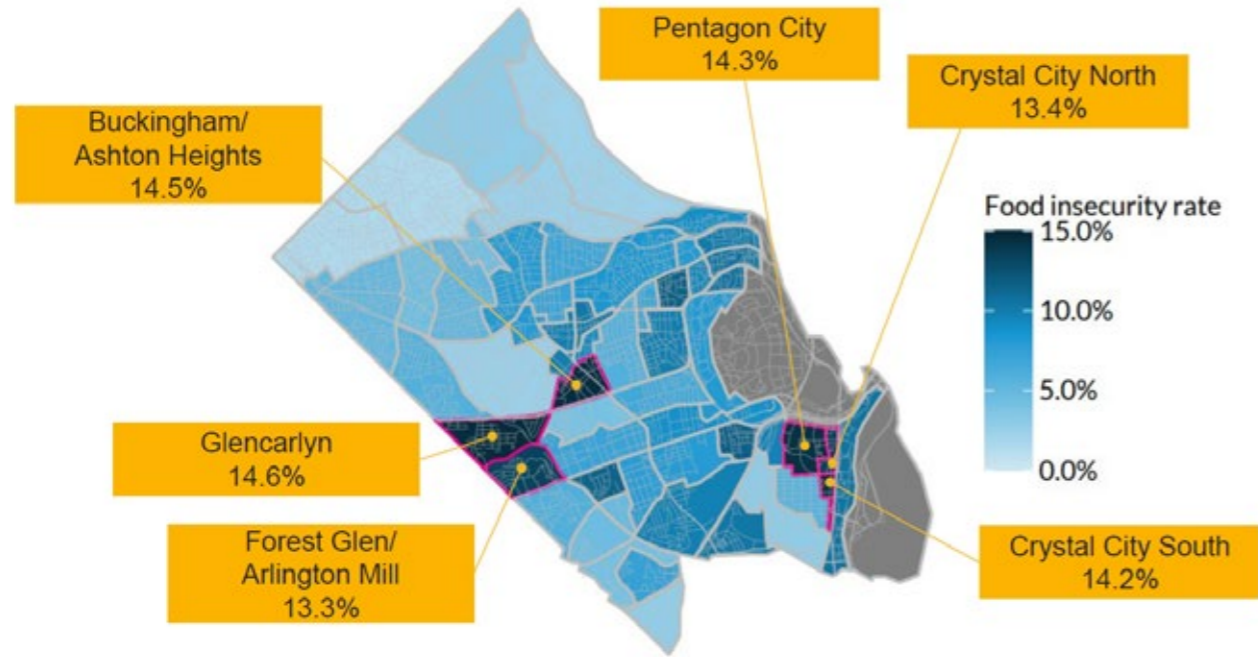 Pentagon City
14.3%
Crystal City North
13.4%
Buckingham/
Ashton Heights
14.5%
Food insecurity rate
15.0%
10.0%
5.0%
0.0%
Glencarlyn
14.6%
Forest Glen/
Arlington Mill
13.3%
Crystal City South
14.2%